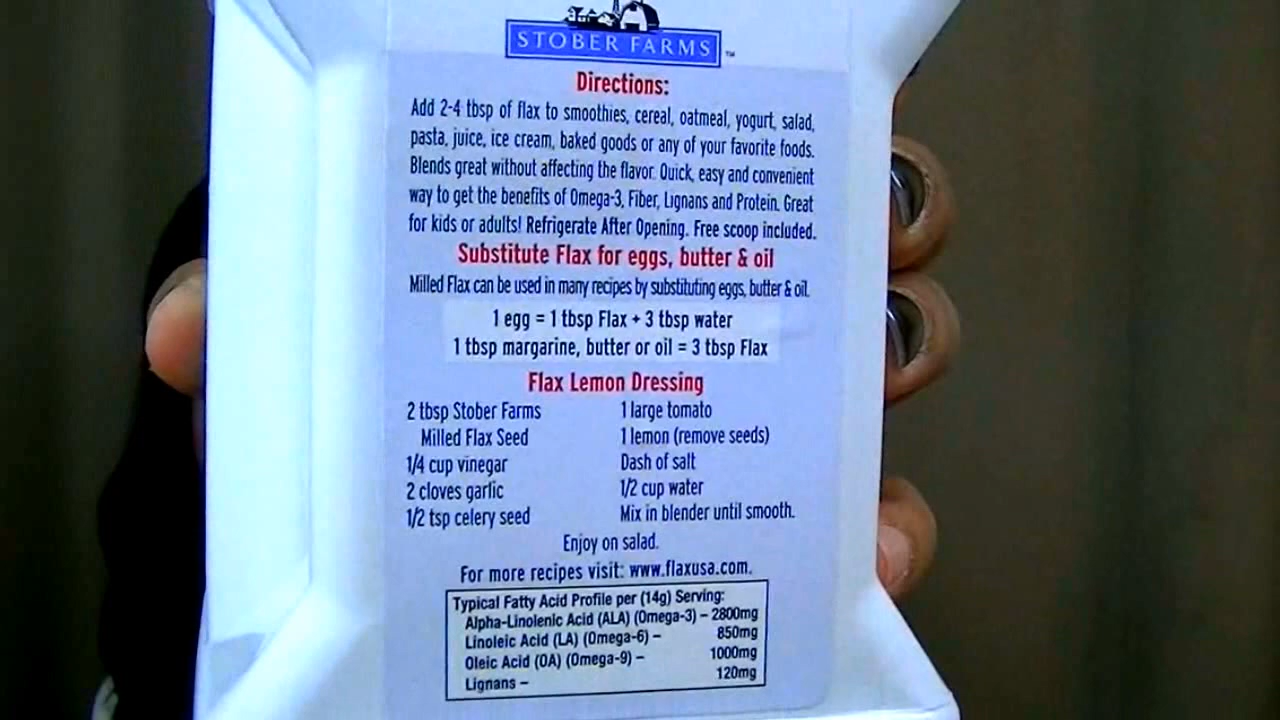 STOBER FARMS™
Directions:
Add 2-4 tbsp of flax to smoothies, cereal, oatmeal, yogurt, salad,
pasta, juice, ice cream, baked goods or any of your favorite foods.
Blends great without affecting the flavor. Quick, easy and convenient
way to get the benefits of Omega-3, Fiber, Lignans and Protein. Great
for kids or adults! Refrigerate After Opening. Free scoop included.
Substitute Flax for eggs, butter & oil
Milled Flax can be used in many recipes by substituting eggs, butter & oil.
1 egg = 1 tbsp Flax + 3 tbsp water
1 tbsp margarine, butter or oil = 3 tbsp Flax
Flax Lemon Dressing
2 tbsp Stober Farms
Milled Flax Seed
1/4 cup vinegar
2 cloves garlic
1/2 tsp celery seed
1 large tomato
1 lemon (remove seeds)
Dash of salt
1/2 cup water
Mix in blender until smooth.
Enjoy on salad.
For more recipes visit: www.flaxusa.com.
Typical Fatty Acid Profile per (14g) Serving:
Alpha-Linolenic Acid (ALA) (Omega-3) – 2800mg
Linoleic Acid (LA) (Omega-6) – 850mg
Oleic Acid (OA) (Omega-9) – 1000mg
Lignans – 120mg